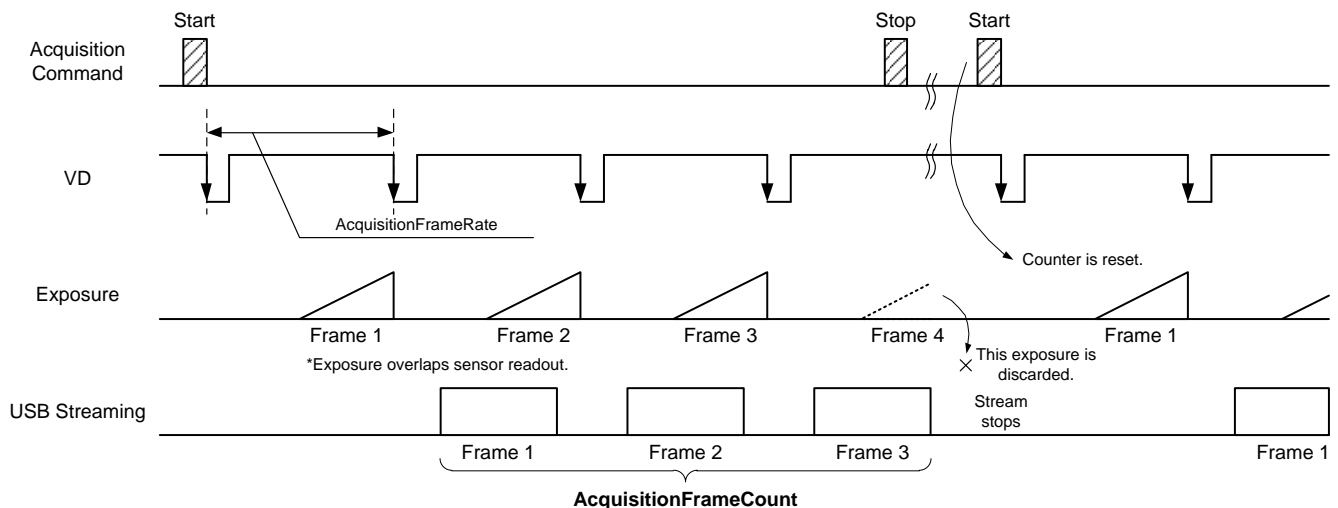 Start
Stop
Start
Acquisition
Command
VD
AcquisitionFrameRate
Counter is reset.
Exposure
Frame 1
Frame 2
Frame 3
Frame 4
Frame 1
*Exposure overlaps sensor readout.
This exposure is
discarded.
USB Streaming
Stream
stops
Frame 1
Frame 2
Frame 3
Frame 1
AcquisitionFrameCount